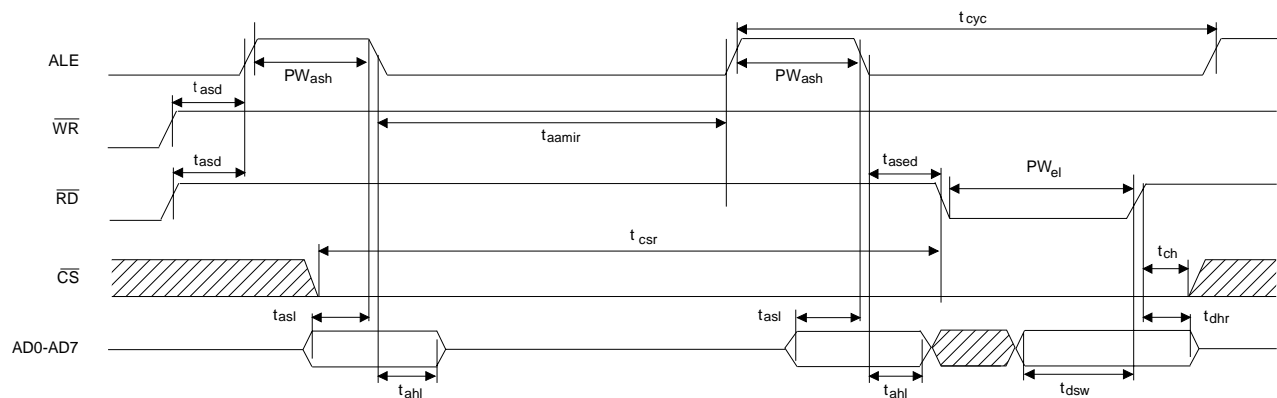 t cyc
ALE
PWash
PWash
t asd
WR
taamir
tasd
tased
PWel
RD
t csr
tch
CS
tasl
tasl
tdhr
AD0-AD7
tahl
tahl
tdsw